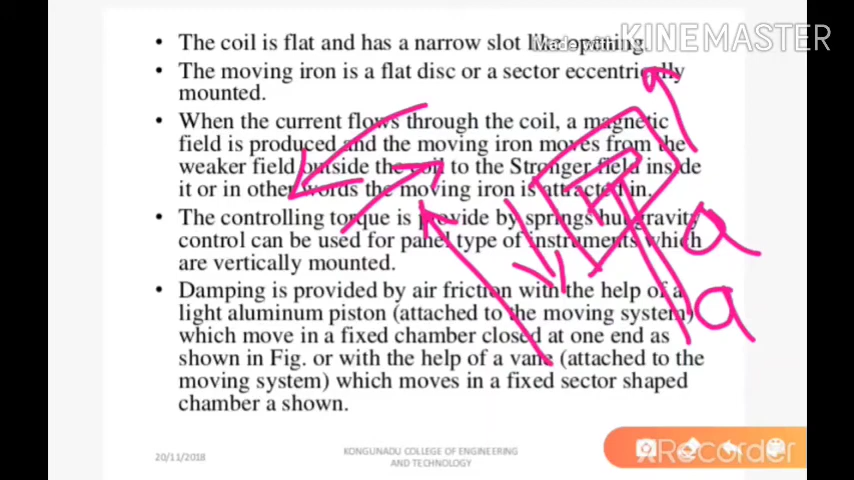 Made with KINEMASTER
• The coil is flat and has a narrow slot like opening.
• The moving iron is a flat disc or a sector eccentrically
mounted.
• When the current flows through the coil, a magnetic
field is produced and the moving iron moves from the
weaker field outside the coil to the Stronger field inside
it or in other words the moving iron is attracted in.
• The controlling torque is provide by springs hut gravity
control can be used for panel type of instruments which
are vertically mounted.
• Damping is provided by air friction with the help of a
light aluminum piston (attached to the moving system)
which move in a fixed chamber closed at one end as
shown in Fig. or with the help of a vane (attached to the
moving system) which moves in a fixed sector shaped
chamber a shown.
a
a
20/11/2018
KONGUNADU COLLEGE OF ENGINEERING
AND TECHNOLOGY
XRecorder